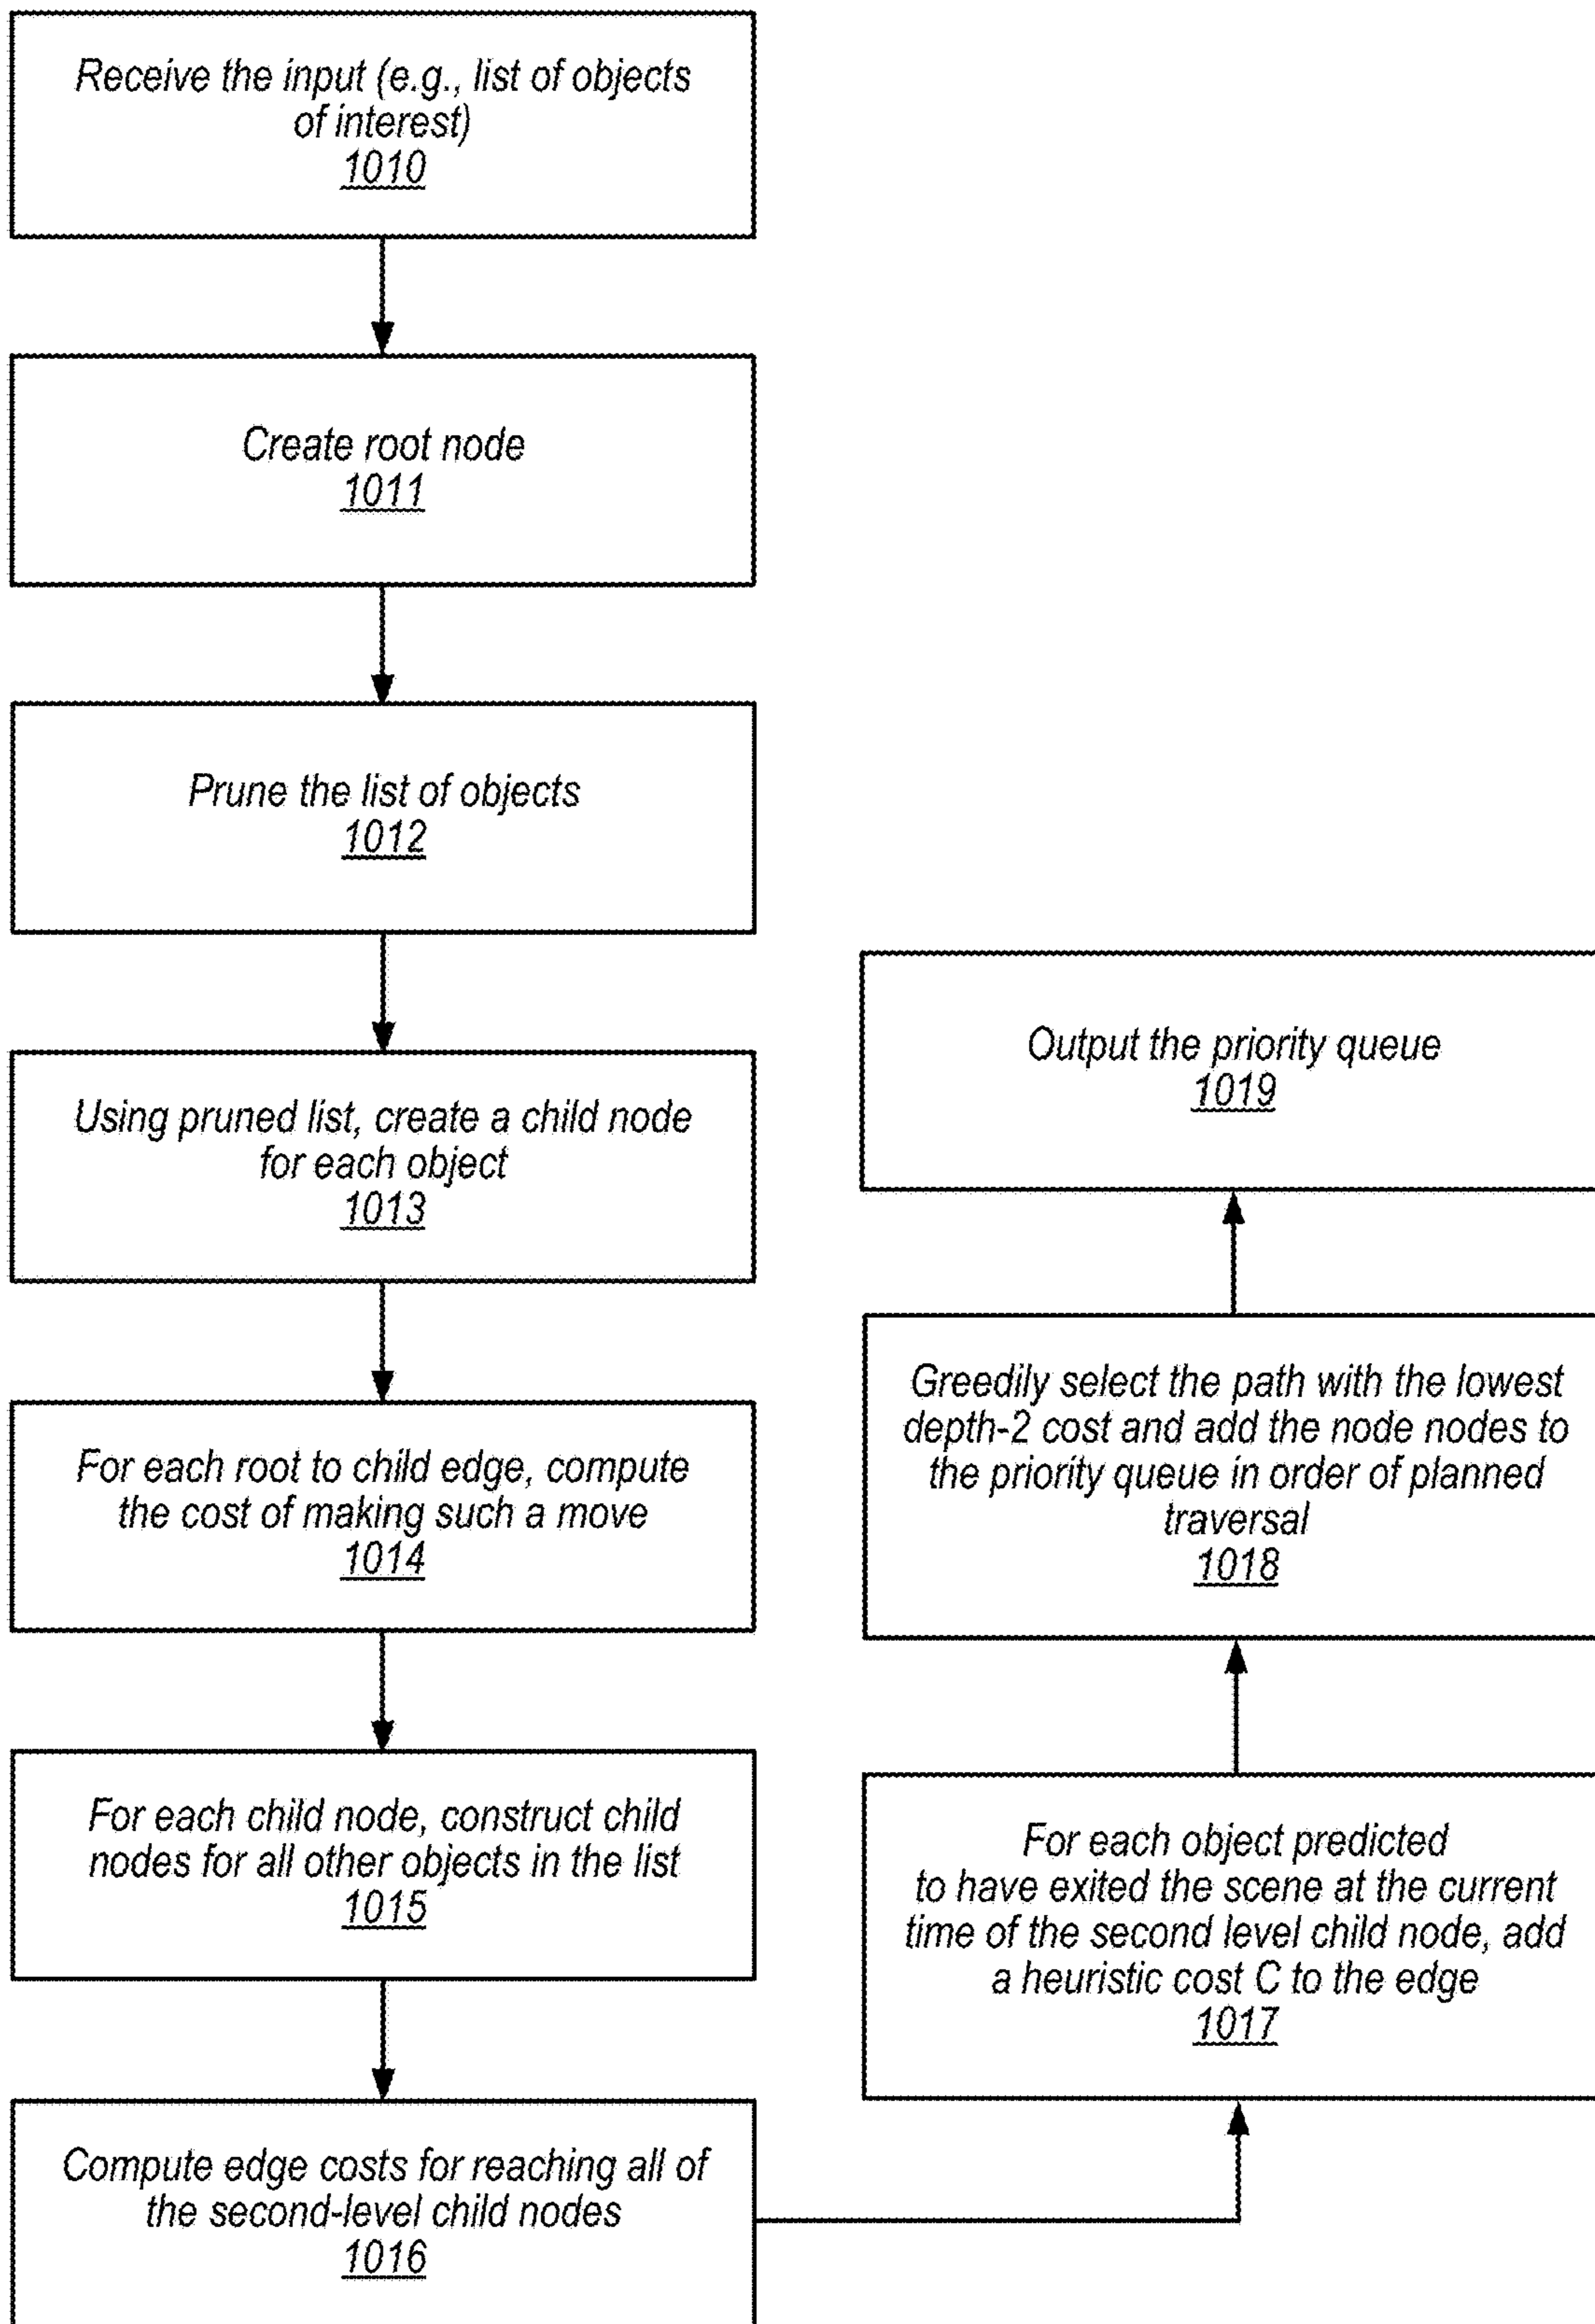 Receive the input (e.g., list of objects
of interest)
1010
Create root node
1011
Prune the list of objects
1012
Using pruned list, create a child node
for each object
1013
For each root to child edge, compute
the cost of making such a move
1014
For each child node, construct child
nodes for all other objects in the list
1015
Compute edge costs for reaching all of
the second-level child nodes
1016
For each object predicted
to have exited the scene at the current
time of the second level child node, add
a heuristic cost C to the edge
1017
Greedily select the path with the lowest
depth-2 cost and add the node nodes to
the priority queue in order of planned
traversal
1018
Output the priority queue
1019